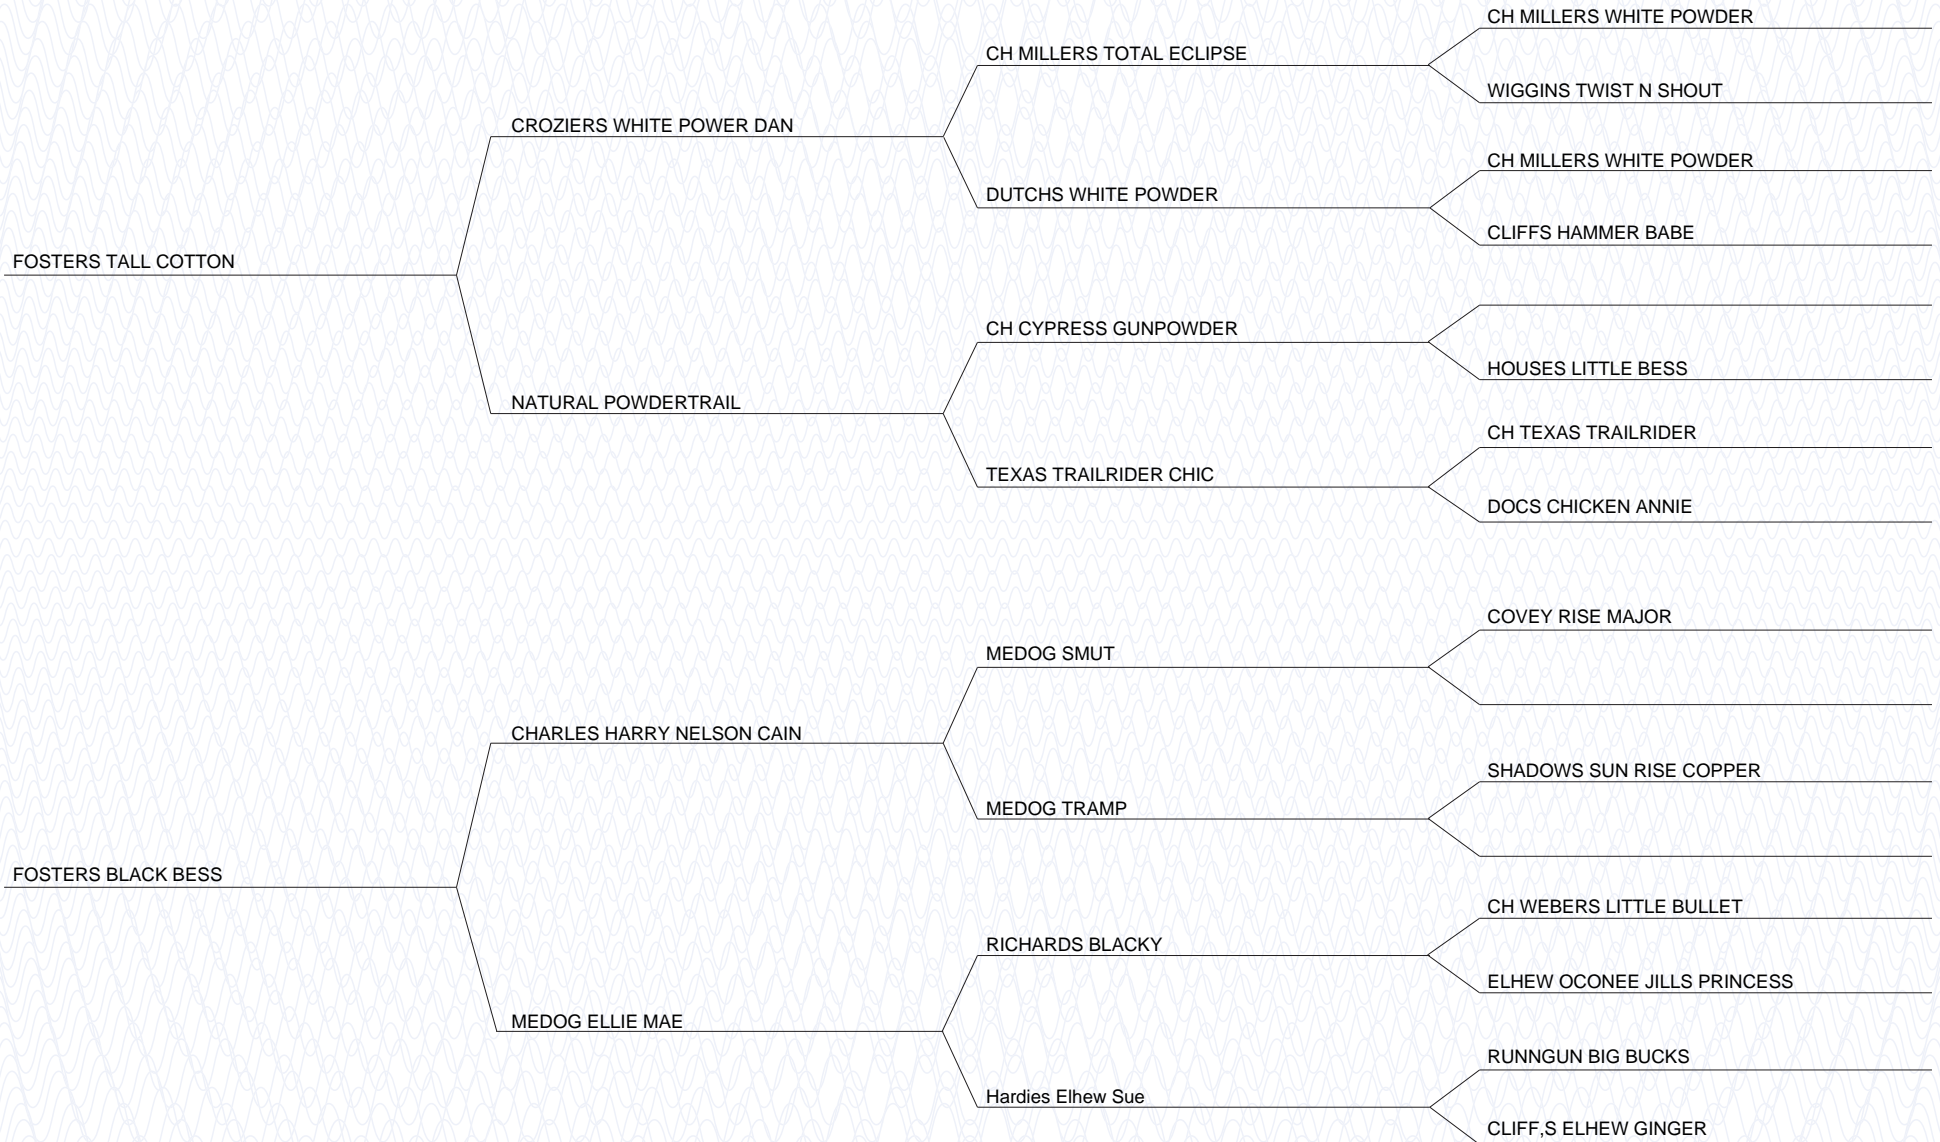 CH MILLERS WHITE POWDER
CH MILLERS TOTAL ECLIPSE
WIGGINS TWIST N SHOUT
CROZIERS WHITE POWER DAN
CH MILLERS WHITE POWDER
DUTCHS WHITE POWDER
CLIFFS HAMMER BABE
FOSTERS TALL COTTON
CH CYPRESS GUNPOWDER
HOUSES LITTLE BESS
NATURAL POWDERTRAIL
CH TEXAS TRAILRIDER
TEXAS TRAILRIDER CHIC
DOCS CHICKEN ANNIE
COVEY RISE MAJOR
MEDOG SMUT
CHARLES HARRY NELSON CAIN
SHADOWS SUN RISE COPPER
MEDOG TRAMP
FOSTERS BLACK BESS
CH WEBERS LITTLE BULLET
RICHARDS BLACKY
ELHEW OCONEE JILLS PRINCESS
MEDOG ELLIE MAE
RUNNGUN BIG BUCKS
Hardies Elhew Sue
CLIFF,S ELHEW GINGER